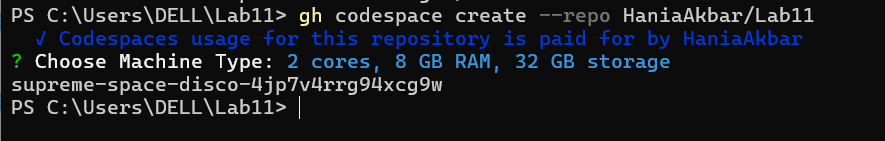 PS C:\Users\DELL\Lab11> gh codespace create --repo HaniaAkbar/Lab11
✓ Codespaces usage for this repository is paid for by HaniaAkbar
? Choose Machine Type: 2 cores, 8 GB RAM, 32 GB storage
supreme-space-disco-4jp7v4rrg94xcg9w
PS C:\Users\DELL\Lab11>